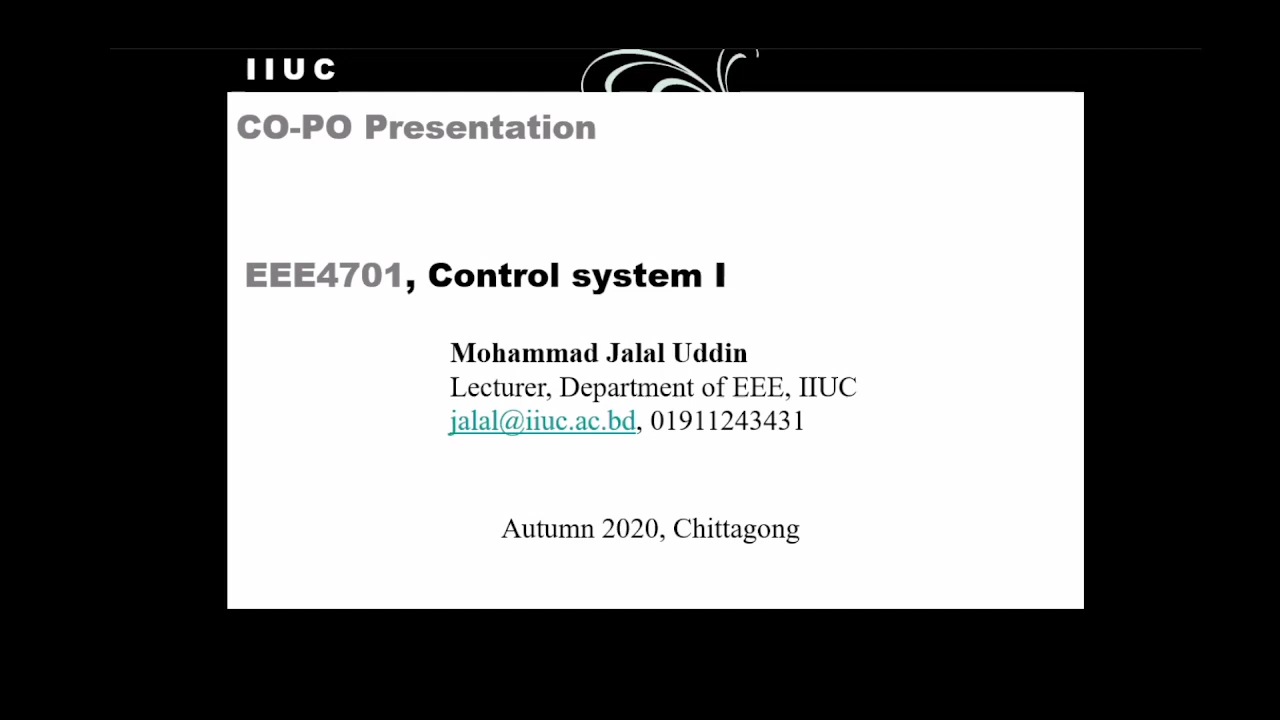 IIUC
CO-PO Presentation
EEE4701, Control system I
Mohammad Jalal Uddin
Lecturer, Department of EEE, IIUC
jalal@iiuc.ac.bd, 01911243431
Autumn 2020, Chittagong